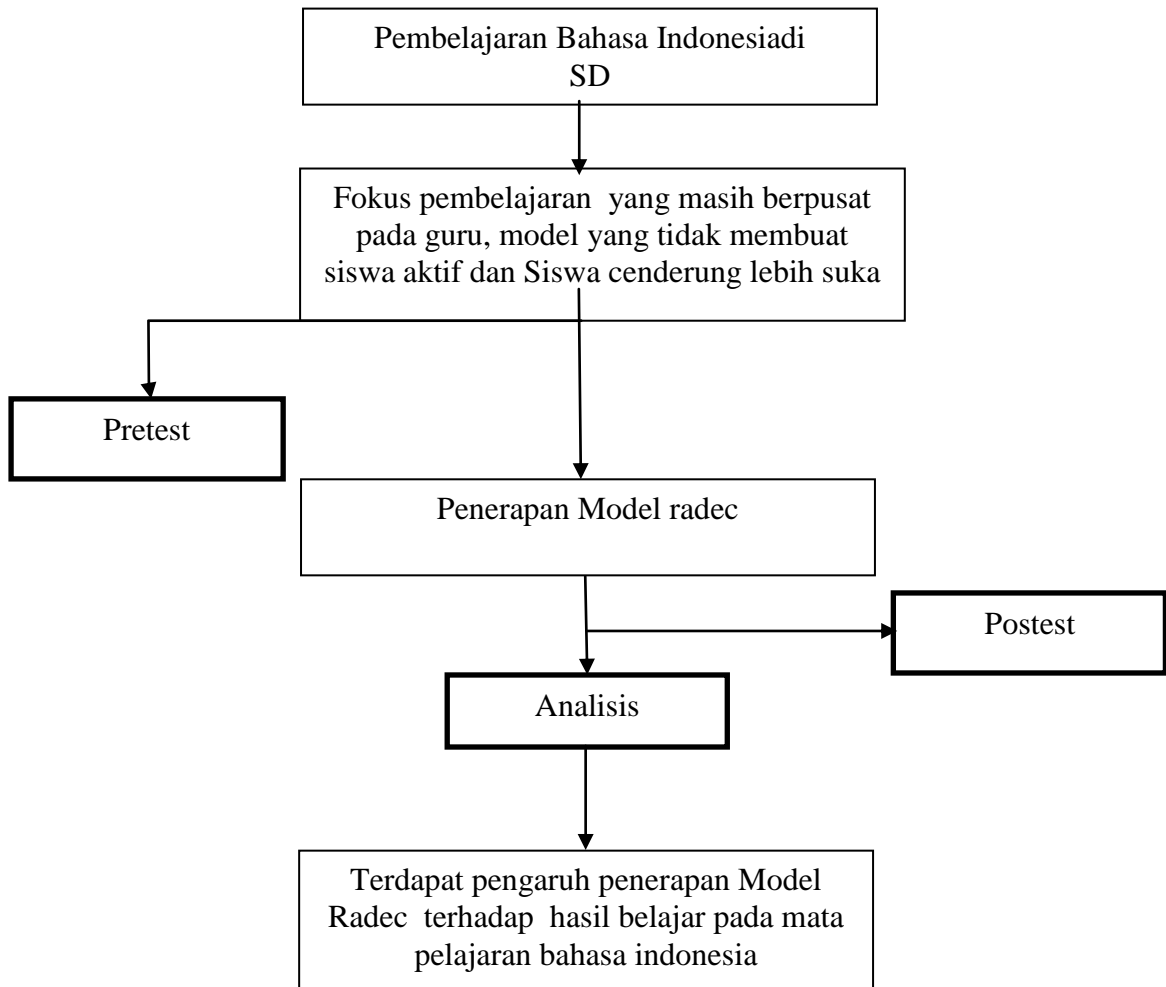 Pembelajaran Bahasa Indonesiadi
SD
Fokus pembelajaran yang masih berpusat
pada guru, model yang tidak membuat
siswa aktif dan Siswa cenderung lebih suka
Pretest
Penerapan Model radec
Postest
Analisis
Terdapat pengaruh penerapan Model
Radec terhadap hasil belajar pada mata
pelajaran bahasa indonesia